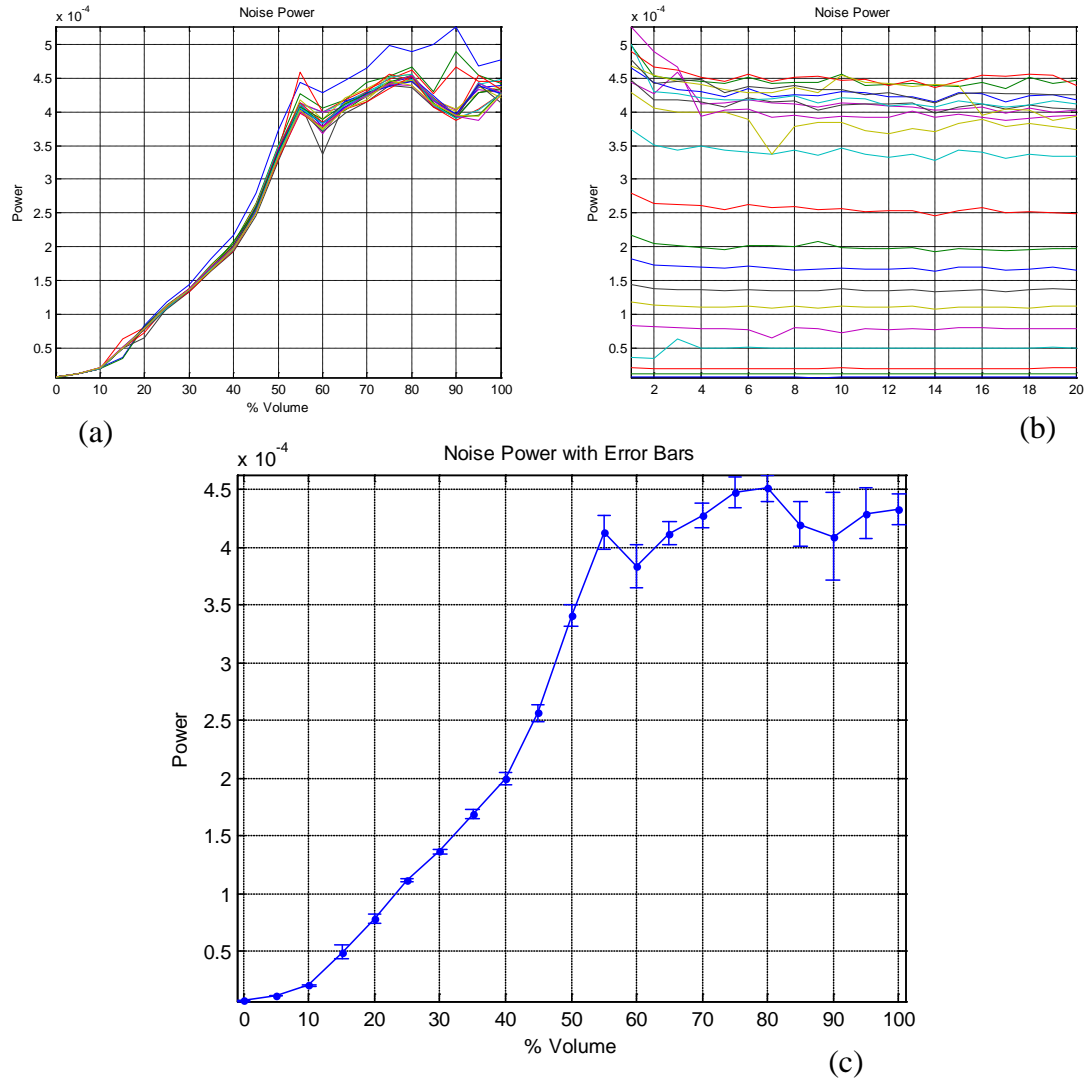 x 10-4
Noise Power
5
4.5
4
3.5
3
2.5
2
1.5
1
0.5
Power
0 10 20 30 40 50 60 70 80 90 100
% Volume
(a)
x 10-4
Noise Power
5
4.5
4
3.5
3
2.5
2
1.5
1
0.5
Power
2 4 6 8 10 12 14 16 18 20
(b)
x 10-4
Noise Power with Error Bars
4.5
4
3.5
3
2.5
2
1.5
1
0.5
Power
0 10 20 30 40 50 60 70 80 90 100
% Volume
(c)